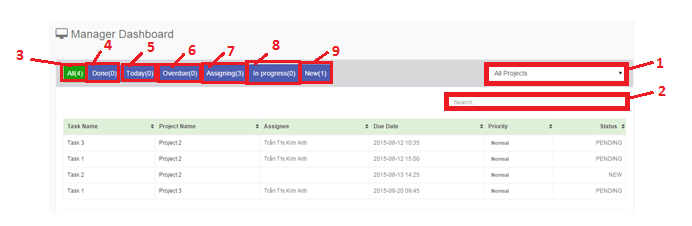 Manager Dashboard
3 4 5 6 7 8 9
All(4) Done(0) Today(0) Overdue(0) Assigning(3) In progress(0) New(1) All Projects 1
Search... 2
Task Name Project Name Assignee Due Date Priority Status
Task 3 Project 2 Trần Thị Kim Anh 2015-08-12 10:35 Normal PENDING
Task 1 Project 2 Trần Thị Kim Anh 2015-08-12 15:00 Normal PENDING
Task 2 Project 2 2015-08-13 14:25 Normal NEW
Task 1 Project 3 Trần Thị Kim Anh 2015-08-20 09:45 Normal PENDING